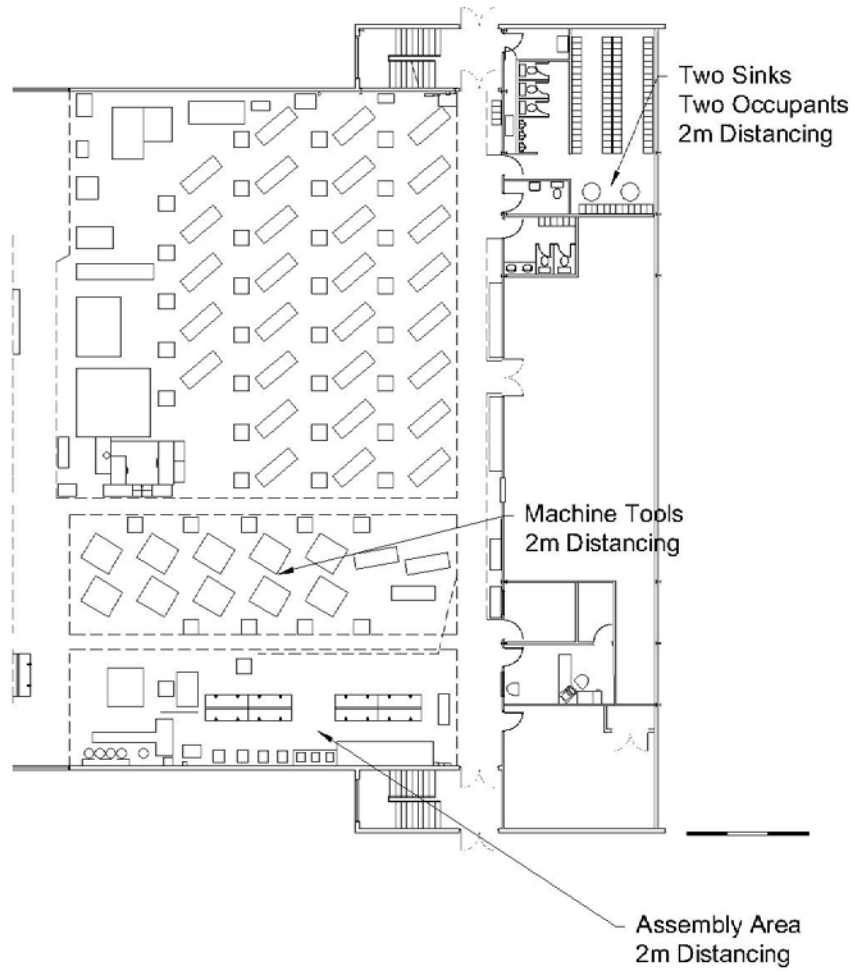 Two Sinks
Two Occupants
2m Distancing
Machine Tools
2m Distancing
Assembly Area
2m Distancing